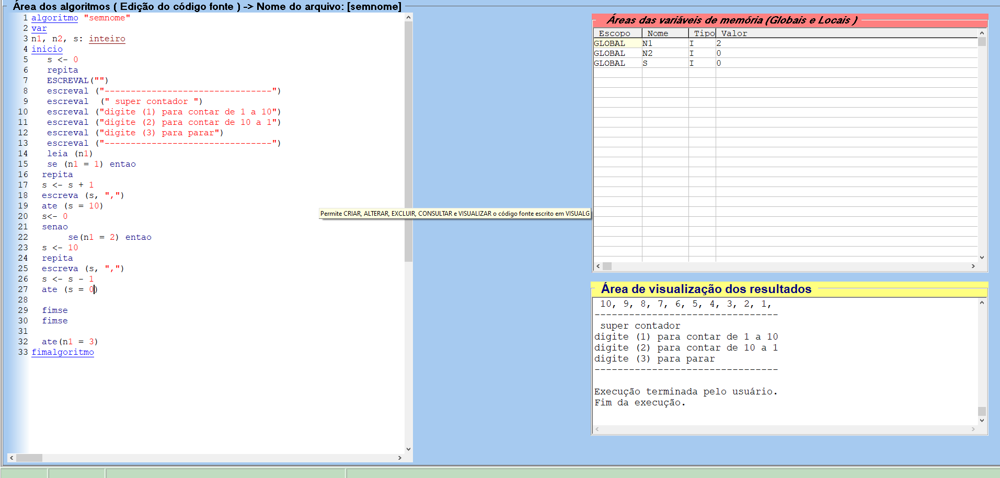 Área dos algoritmos ( Edição do código fonte ) -> Nome do arquivo: [semnome]
1 algoritmo "semnome"
2 var
3 n1, n2, s: inteiro
4 inicio
5 s <- 0
6 repita
7 ESCREVAL("")
8 escreval ("--------------------------------")
9 escreval  (" super contador ")
10 escreval ("digite (1) para contar de 1 a 10")
11 escreval ("digite (2) para contar de 10 a 1")
12 escreval ("digite (3) para parar")
13 escreval ("--------------------------------")
14 leia (n1)
15 se (n1 = 1) entao
16 repita
17 s <- s + 1
18 escreva (s, ",")
19 ate (s = 10)
20 s<- 0
21 senao
22 se(n1 = 2) entao
23 s <- 10
24 repita
25 escreva (s, ",")
26 s <- s - 1
27 ate (s = 0)
28
29 fimse
30 fimse
31
32 ate(n1 = 3)
33 fimalgoritmo
Permite CRIAR, ALTERAR, EXCLUIR, CONSULTAR e VISUALIZAR o código fonte escrito em VISUALG
Áreas das variáveis de memória (Globais e Locais )
Escopo Nome Tipo Valor
GLOBAL N1 I 2
GLOBAL N2 I 0
GLOBAL S I 0
Área de visualização dos resultados
10, 9, 8, 7, 6, 5, 4, 3, 2, 1,
--------------------------------
super contador
digite (1) para contar de 1 a 10
digite (2) para contar de 10 a 1
digite (3) para parar
--------------------------------
Execução terminada pelo usuário.
Fim da execução.